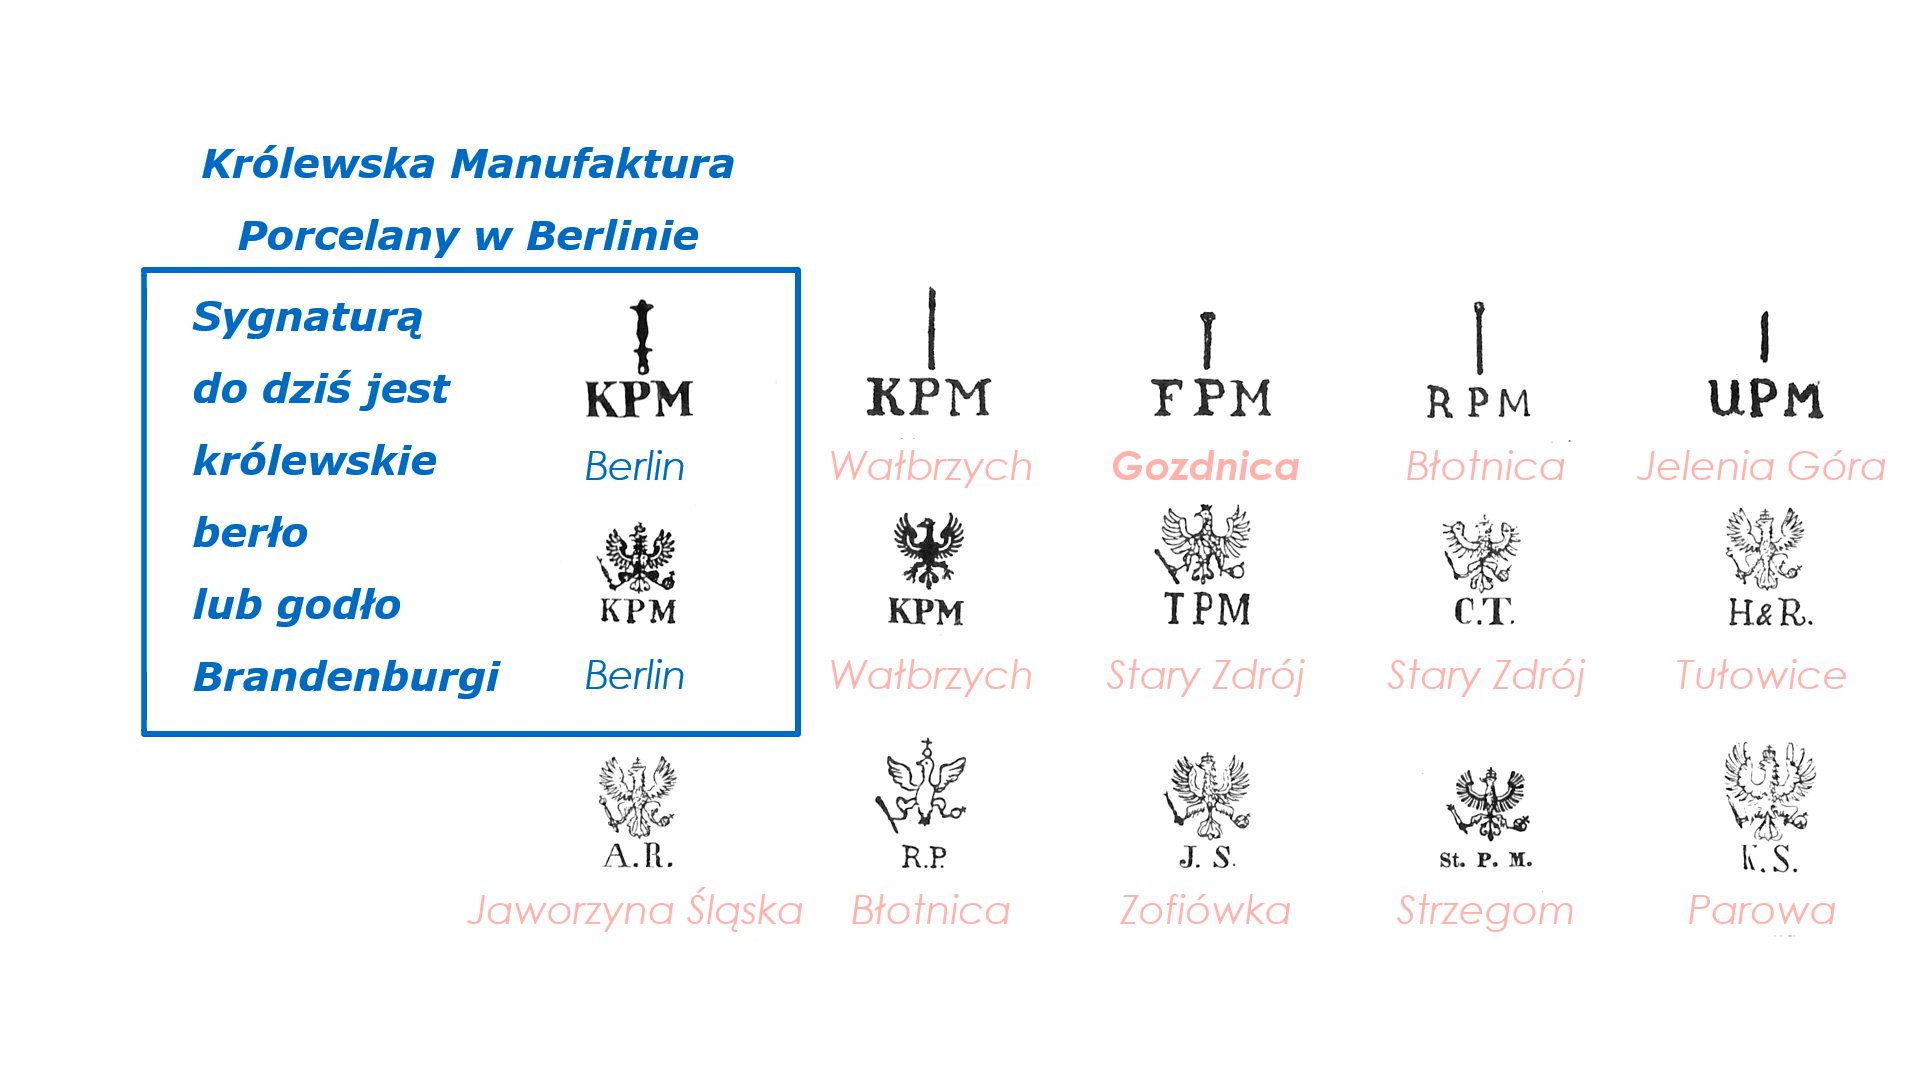 Królewska Manufaktura
Porcelany w Berlinie
Sygnaturą
do dziś jest
królewskie
berło
lub godło
Brandenburgi
KPM
Berlin
KPM
Berlin
KPM
FPM
RPM
UPM
Wałbrzych
Gozdnica
Błotnica
Jelenia Góra
KPM
TPM
C.T.
H&R.
Wałbrzych
Stary Zdrój
Stary Zdrój
Tułowice
A.R.
R.P.
J. S.
St. P. M.
K.S.
Jaworzyna Śląska
Błotnica
Zofiówka
Strzegom
Parowa